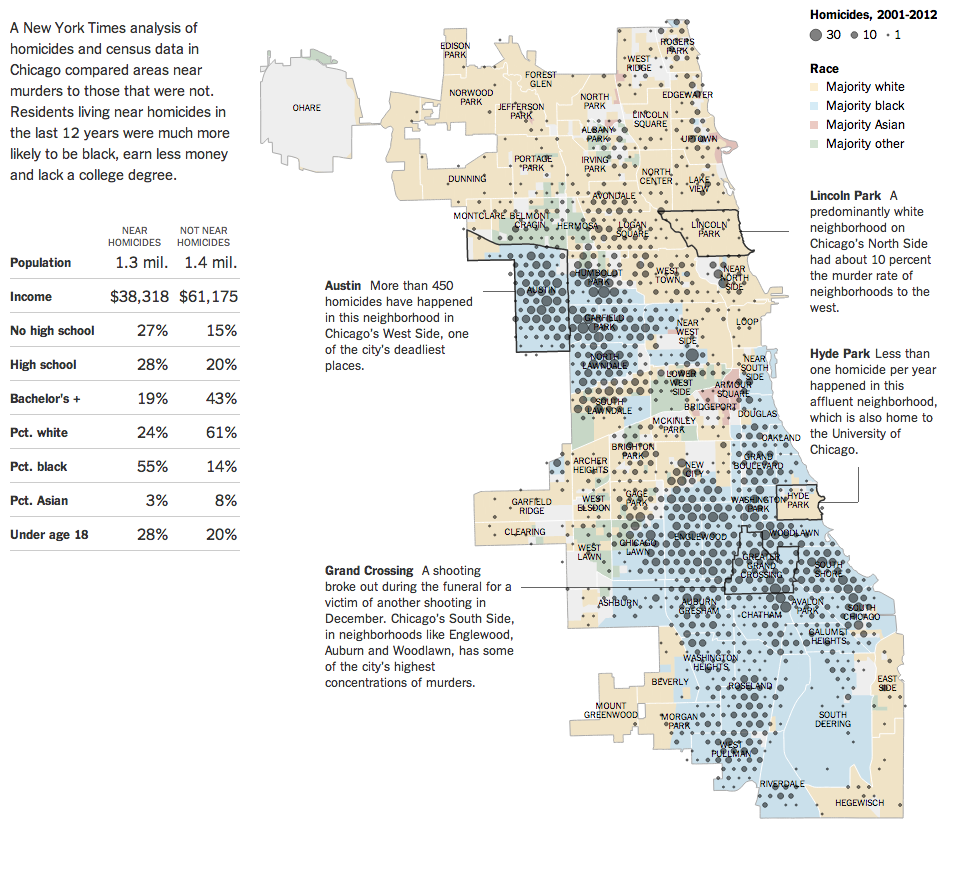 A New York Times analysis of
homicides and census data in
Chicago compared areas near
murders to those that were not.
Residents living near homicides in
the last 12 years were much more
likely to be black, earn less money
and lack a college degree.
NEAR HOMICIDES NOT NEAR HOMICIDES
Population 1.3 mil. 1.4 mil.
Income $38,318 $61,175
No high school 27% 15%
High school 28% 20%
Bachelor's + 19% 43%
Pct. white 24% 61%
Pct. black 55% 14%
Pct. Asian 3% 8%
Under age 18 28% 20%
Homicides, 2001-2012
30 10 1
Race
Majority white
Majority black
Majority Asian
Majority other
Lincoln Park A
predominantly white
neighborhood on
Chicago's North Side
had about 10 percent
the murder rate of
neighborhoods to the
west.
Hyde Park Less than
one homicide per year
happened in this
affluent neighborhood,
which is also home to
the University of
Chicago.
Austin More than 450
homicides have happened
in this neighborhood in
Chicago's West Side, one
of the city's deadliest
places.
Grand Crossing A shooting
broke out during the funeral for a
victim of another shooting in
December. Chicago's South Side,
in neighborhoods like Englewood,
Auburn and Woodlawn, has some
of the city's highest
concentrations of murders.
OHARE
EDISON
PARK
ROGERS
PARK
WEST
RIDGE
FOREST
GLEN
NORWOOD
PARK
JEFFERSON
PARK
NORTH
PARK
EDGEWATER
LINCOLN
SQUARE
ALBANY
PARK
UPTOWN
PORTAGE
PARK
IRVING
PARK
DUNNING
NORTH
CENTER
LAKE
VIEW
AVONDALE
MONTCLARE
BELMONT
CRAGIN
HERMOSA
LOGAN
SQUARE
LINCOLN
PARK
HUMBOLDT
PARK
WEST
TOWN
NEAR
NORTH
SIDE
AUSTIN
GARFIELD
PARK
NEAR
WEST
SIDE
LOOP
NORTH
LAWNDALE
NEAR
SOUTH
SIDE
LOWER
WEST
SIDE
ARMOUR
SQUARE
SOUTH
LAWNDALE
BRIDGEPORT
DOUGLAS
MCKINLEY
PARK
OAKLAND
BRIGHTON
PARK
ARCHER
HEIGHTS
NEW
CITY
GRAND
BOULEVARD
GARFIELD
RIDGE
WEST
ELSDON
GAGE
PARK
WASHINGTON
PARK
HYDE
PARK
CLEARING
WEST
LAWN
CHICAGO
LAWN
ENGLEWOOD
WOODLAWN
GREATER
GRAND
CROSSING
SOUTH
SHORE
ASHBURN
AUBURN
GRESHAM
CHATHAM
AVALON
PARK
SOUTH
CHICAGO
CALUMET
HEIGHTS
WASHINGTON
HEIGHTS
BEVERLY
ROSELAND
EAST
SIDE
MOUNT
GREENWOOD
MORGAN
PARK
SOUTH
DEERING
WEST
PULLMAN
RIVERDALE
HEGEWISCH